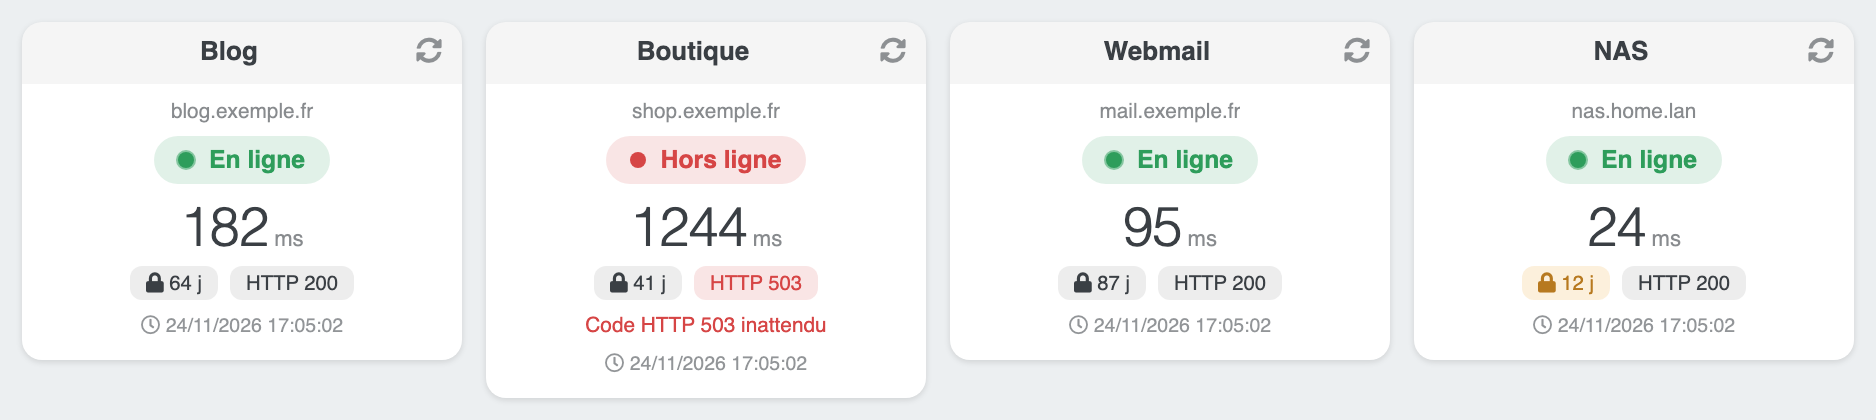 Blog
blog.exemple.fr
En ligne
182 ms
64 j HTTP 200
24/11/2026 17:05:02
Boutique
shop.exemple.fr
Hors ligne
1244 ms
41 j HTTP 503
Code HTTP 503 inattendu
24/11/2026 17:05:02
Webmail
mail.exemple.fr
En ligne
95 ms
87 j HTTP 200
24/11/2026 17:05:02
NAS
nas.home.lan
En ligne
24 ms
12 j HTTP 200
24/11/2026 17:05:02